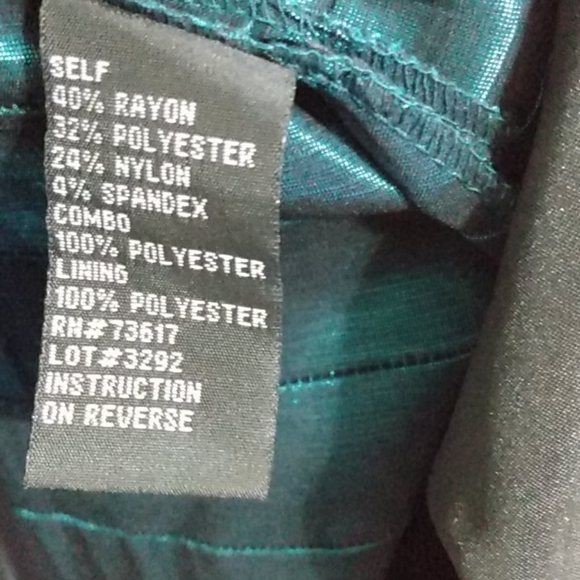 SELF
40% RAYON
32% POLYESTER
24% NYLON
4% SPANDEX
COMBO
100% POLYESTER
LINING
100% POLYESTER
RN#73617
LOT#3292
INSTRUCTION
ON REVERSE